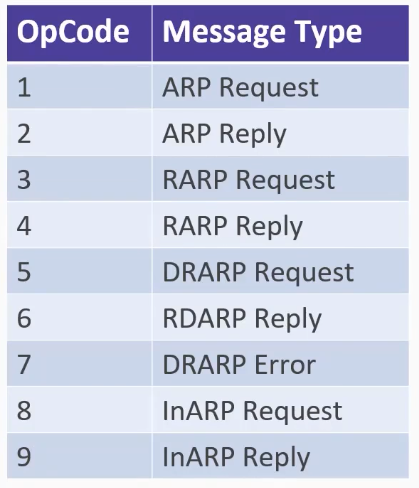 OpCode Message Type
1 ARP Request
2 ARP Reply
3 RARP Request
4 RARP Reply
5 DRARP Request
6 RDARP Reply
7 DRARP Error
8 InARP Request
9 InARP Reply